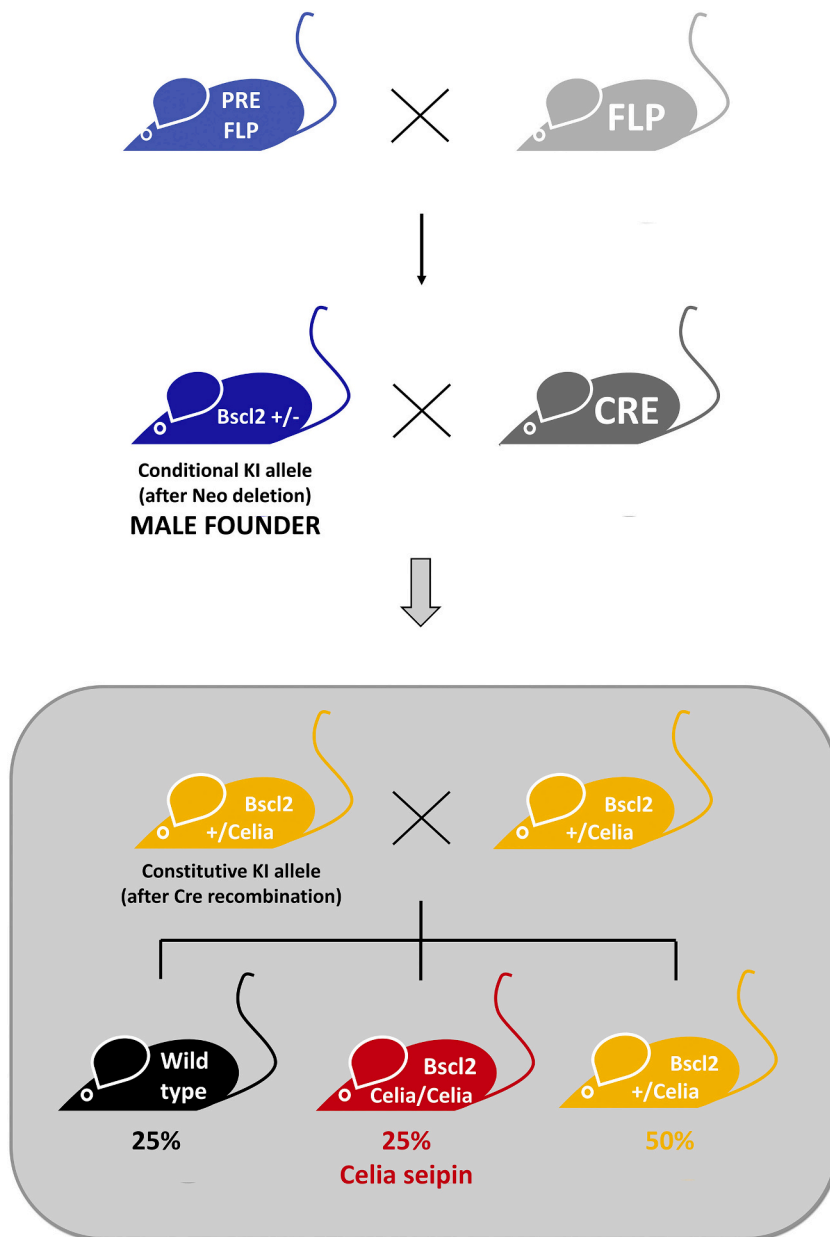 PRE
FLP
FLP
Bscl2 +/-
CRE
Conditional KI allele
(after Neo deletion)
MALE FOUNDER
Bscl2
+/Celia
Bscl2
+/Celia
Constitutive KI allele
(after Cre recombination)
Wild
type
Bscl2
Celia/Celia
Bscl2
+/Celia
25%
25%
50%
Celia seipin